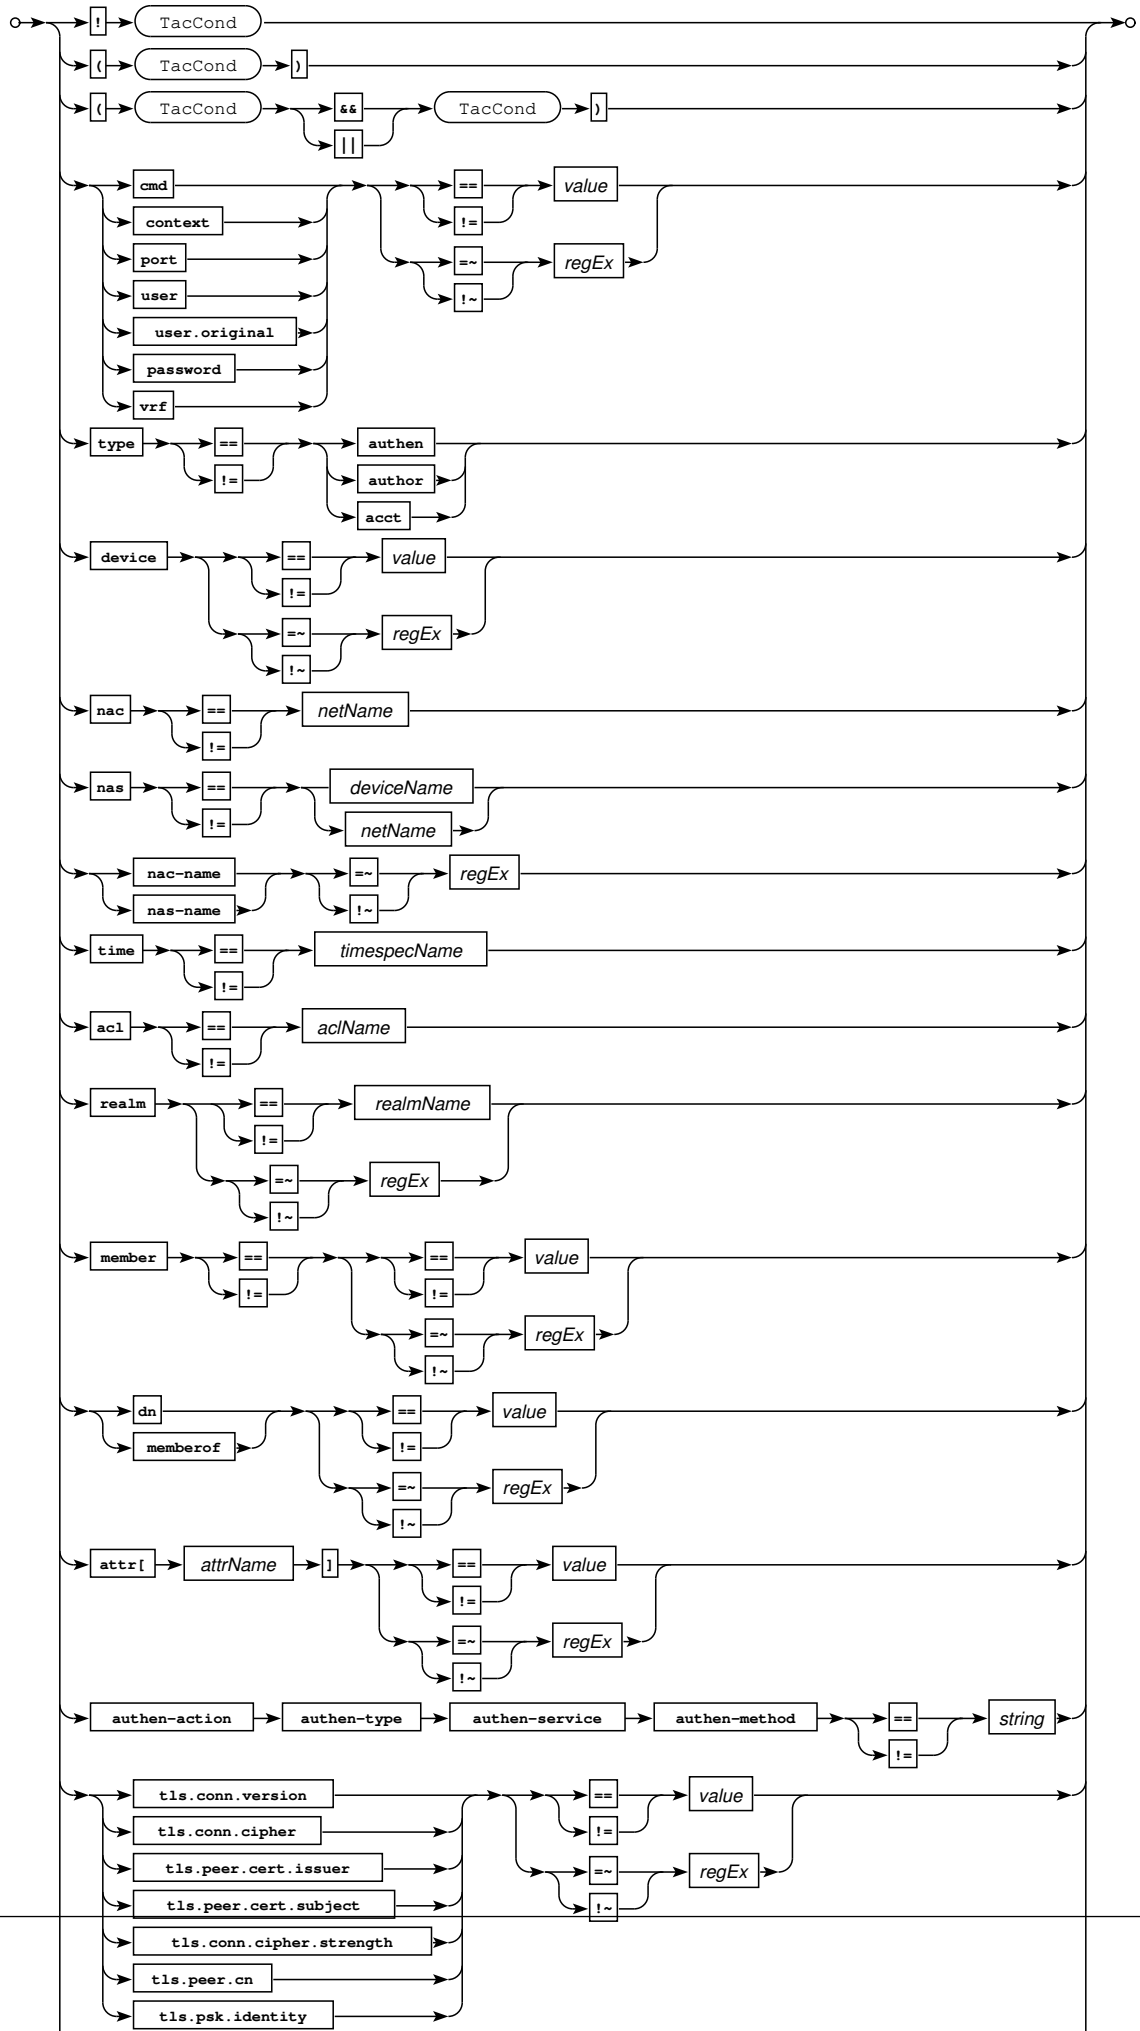 ! TacCond
( TacCond )
( TacCond && TacCond )
||
cmd == value
context !=
port =~ regEx
user !~
user.original
password
vrf
type == authen
!= author
acct
device == value
!=
=~ regEx
!~
nac == netName
!=
nas == deviceName
!= netName
nac-name =~ regEx
nas-name !~
time == timespecName
!=
acl == aclName
!=
realm == realmName
!=
=~ regEx
!~
member == == value
!= !=
=~ regEx
!~
dn == value
memberof !=
=~ regEx
!~
attr[ attrName ] == value
!=
=~ regEx
!~
authen-action authen-type authen-service authen-method == string
!=
tls.conn.version == value
tls.conn.cipher !=
tls.peer.cert.issuer =~ regEx
tls.peer.cert.subject !~
tls.conn.cipher.strength
tls.peer.cn
tls.psk.identity